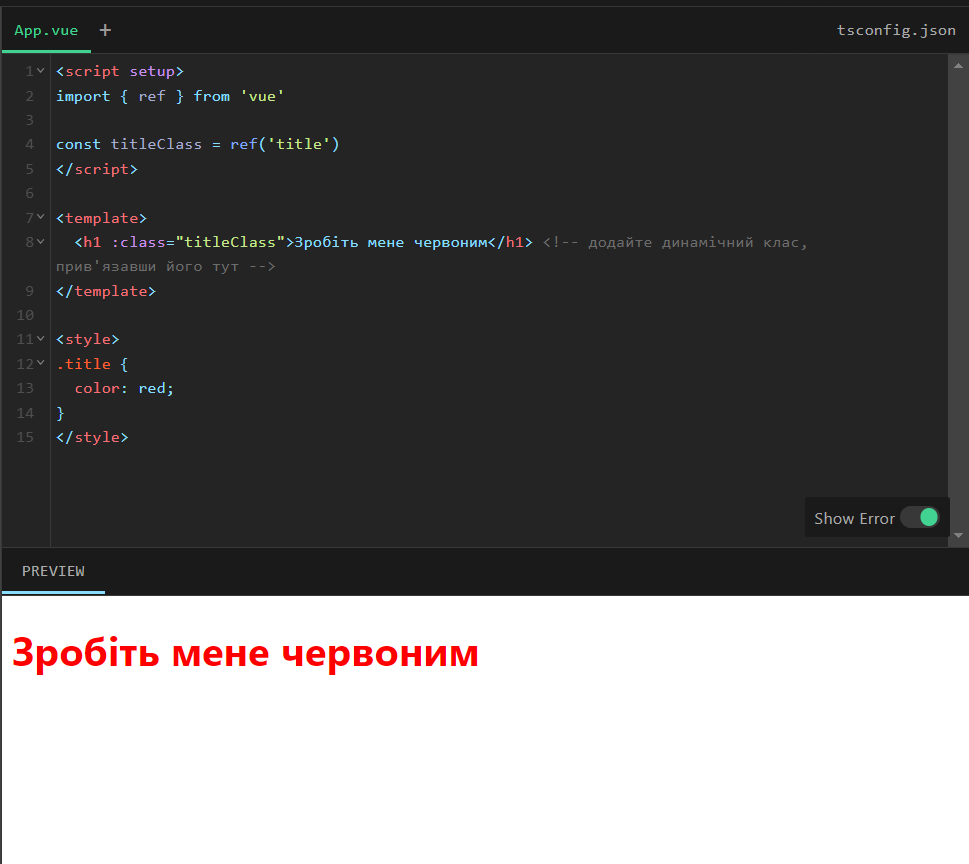 App.vue +
tsconfig.json
1 <script setup>
2 import { ref } from 'vue'
3
4 const titleClass = ref('title')
5 </script>
6
7 <template>
8   <h1 :class="titleClass">Зробіть мене червоним</h1> <!-- додайте динамічний клас,
прив'язавши його тут -->
9 </template>
10
11 <style>
12 .title {
13   color: red;
14 }
15 </style>
Show Error
PREVIEW
Зробіть мене червоним